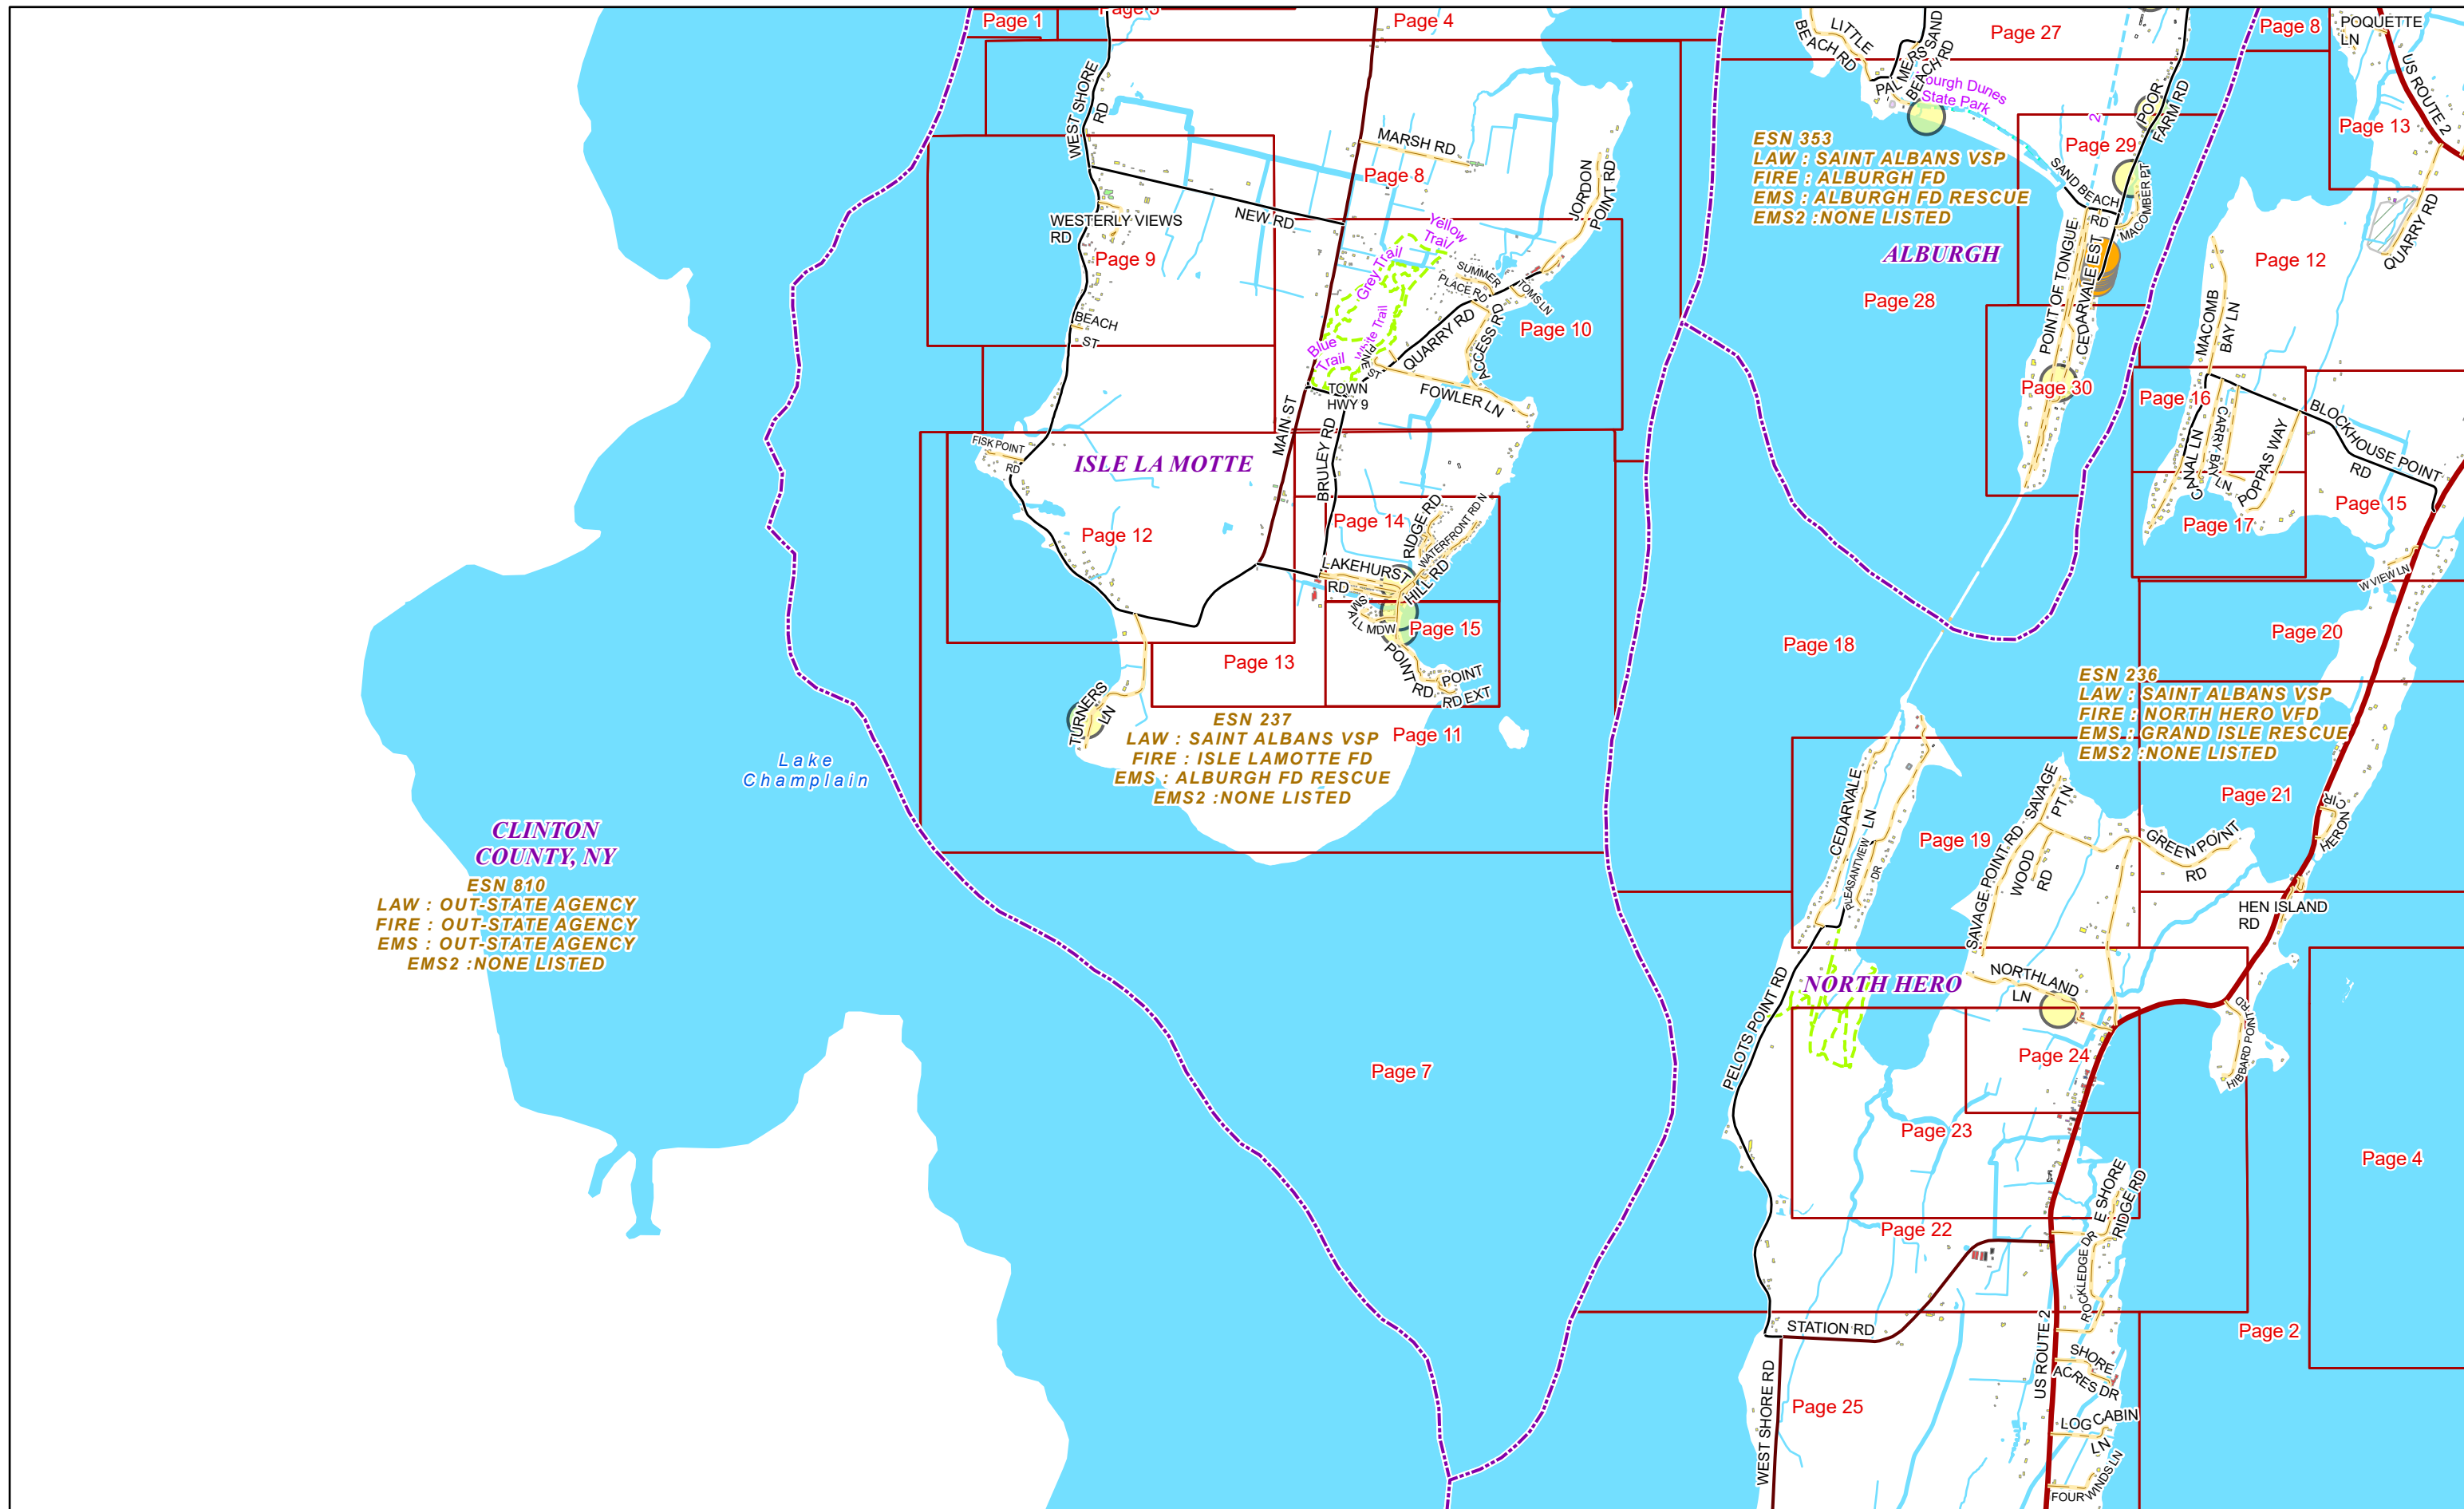 Page 1
Page 4
Page 27
Page 8
POQUETTE
LN
US ROUTE 2
LITTLE
BEACH RD
SAND
PALMERS
BEACH RD
ourgh Dunes
State Park
POOR
FARM RD
Page 29
Page 13
WEST SHORE
RD
MARSH RD
Page 8
JORDON
POINT RD
ESN 353
LAW : SAINT ALBANS VSP
FIRE : ALBURGH FD
EMS : ALBURGH FD RESCUE
EMS2 :NONE LISTED
ALBURGH
Page 28
2
SAND BEACH
RD
MACOMBER PT
POINT OF TONGUE
CEDARVALE EST
Page 30
Page 12
QUARRY RD
MACOMB
BAY LN
WESTERLY VIEWS
RD
NEW RD
Page 9
Yellow
Trail
Grey Trail
White Trail
Blue
Trail
SUMMER
PLACE RD
TOMS LN
QUARRY RD
ACCESS RD
Page 10
PINE
ST
FOWLER LN
TOWN
HWY 9
BEACH
ST
Page 16
CANAL LN
CARRY BAY
LN
POPPAS WAY
BLOCKHOUSE POINT
RD
Page 15
Page 17
W VIEW LN
FISK POINT
RD
ISLE LA MOTTE
MAIN ST
BRULEY RD
Page 12
Page 14
RIDGE RD
WATERFRONT RD N
LAKEHURST
RD
HILL RD
SMALL MDW
Page 15
POINT
RD
POINT
RD EXT
Page 13
Page 18
Page 20
TURNERS
LN
ESN 237
LAW : SAINT ALBANS VSP
FIRE : ISLE LAMOTTE FD
EMS : ALBURGH FD RESCUE
EMS2 :NONE LISTED
Page 11
ESN 236
LAW : SAINT ALBANS VSP
FIRE : NORTH HERO VFD
EMS : GRAND ISLE RESCUE
EMS2 :NONE LISTED
Lake
Champlain
CLINTON
COUNTY, NY
ESN 810
LAW : OUT-STATE AGENCY
FIRE : OUT-STATE AGENCY
EMS : OUT-STATE AGENCY
EMS2 :NONE LISTED
CEDARVALE
PLEASANTVIEW LN
DR
Page 19
SAVAGE
PT N
SAVAGE POINT RD
WOOD
RD
GREEN POINT
RD
Page 21
HERON
CIR
HEN ISLAND
RD
PELOTS POINT RD
NORTH HERO
NORTHLAND
LN
HIBBARD POINT
RD
Page 24
Page 7
Page 23
Page 4
Page 22
E SHORE
RIDGE RD
ROCKLEDGE DR
STATION RD
US ROUTE 2
Page 2
SHORE
ACRES DR
WEST SHORE RD
Page 25
LOG CABIN
LN
FOUR WINDS LN